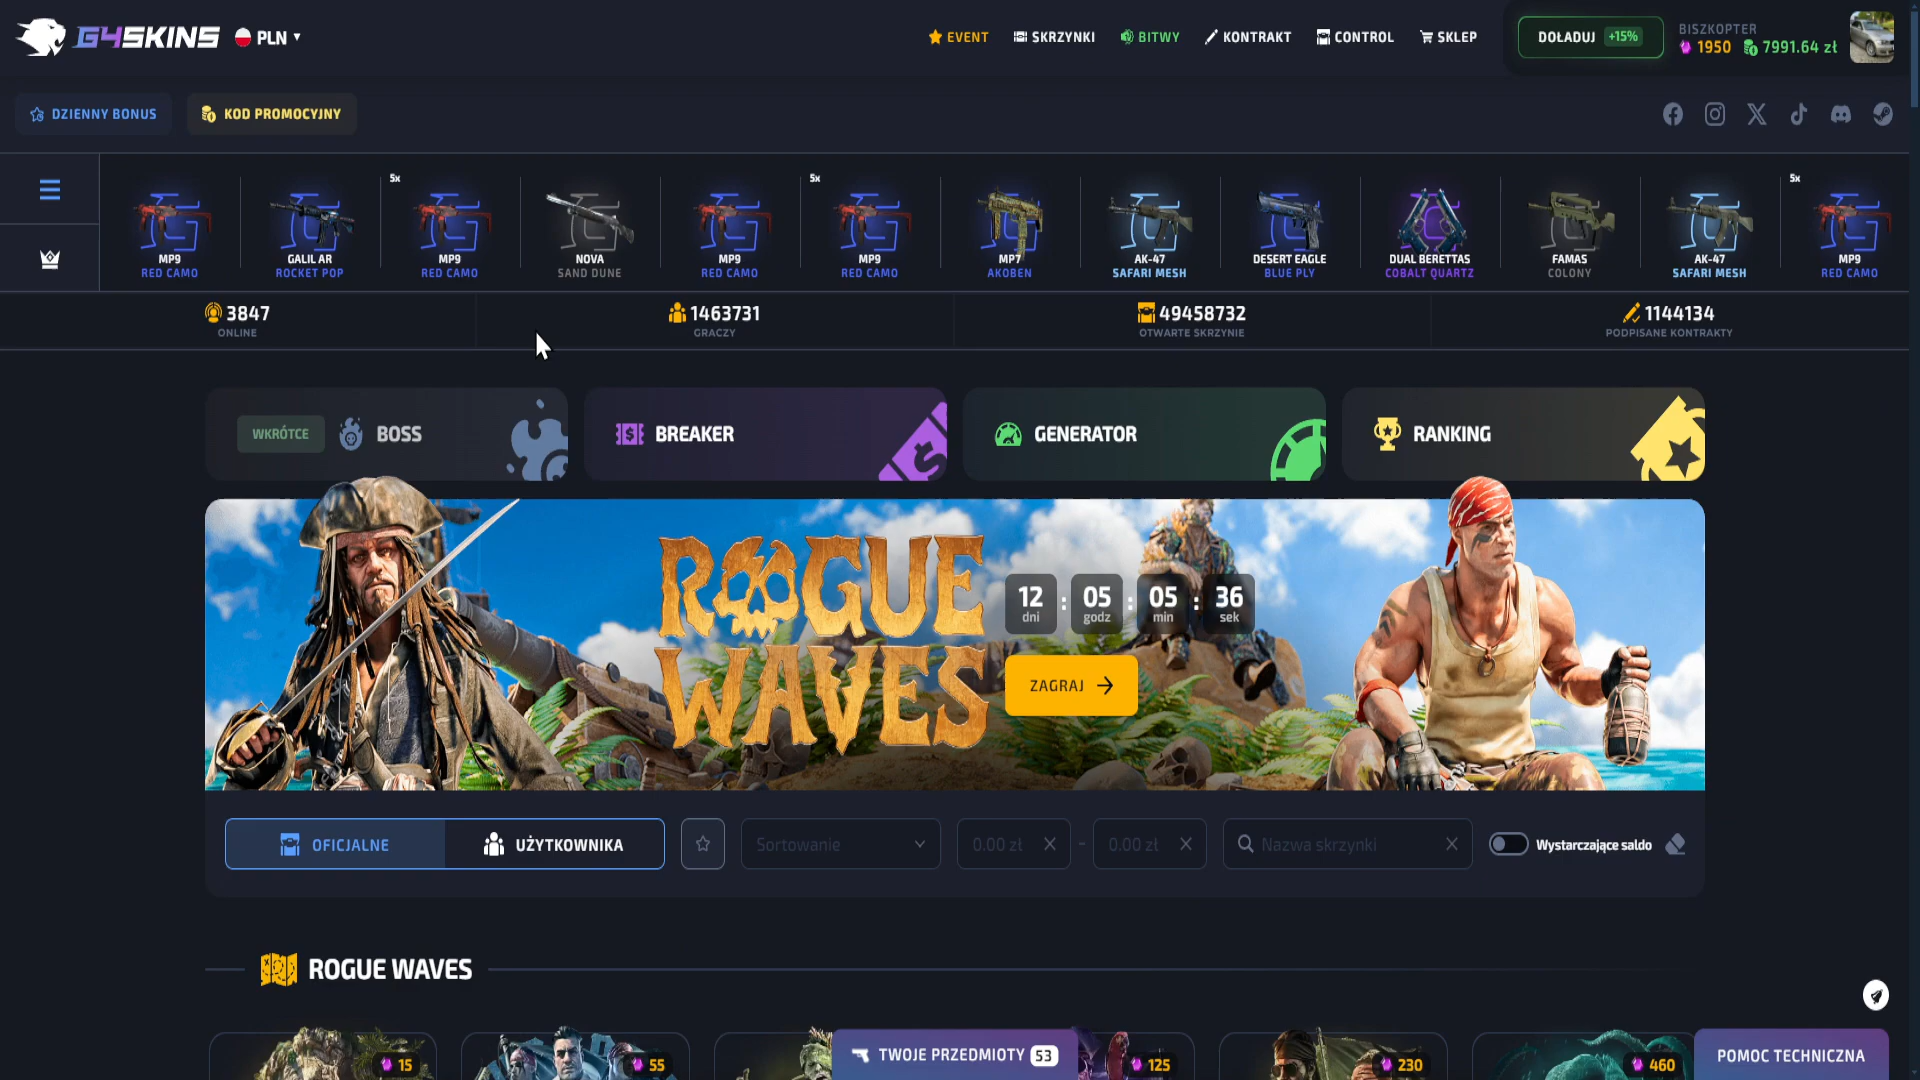 G4SKINS
PLN
EVENT
SKRZYNKI
BITWY
KONTRAKT
CONTROL
SKLEP
DOŁADUJ +15%
BISZKOPTER
1950 7991.64 zł
DZIENNY BONUS
KOD PROMOCYJNY
MP9
RED CAMO
GALIL AR
ROCKET POP
5x
MP9
RED CAMO
NOVA
SAND DUNE
MP9
RED CAMO
5x
MP9
RED CAMO
MP7
AKOBEN
AK-47
SAFARI MESH
DESERT EAGLE
BLUE PLY
DUAL BERETTAS
COBALT QUARTZ
FAMAS
COLONY
AK-47
SAFARI MESH
5x
MP9
RED CAMO
3847
ONLINE
1463731
GRACZY
49458732
OTWARTE SKRZYNIE
1144134
PODPISANE KONTRAKTY
WKRÓTCE
BOSS
BREAKER
GENERATOR
RANKING
ROGUE
WAVES
12 : 05 : 05 : 36
dni godz min sek
ZAGRAJ
OFICJALNE
UŻYTKOWNIKA
Sortowanie
0.00 zł - 0.00 zł
Nazwa skrzynki
Wystarczające saldo
ROGUE WAVES
15
55
TWOJE PRZEDMIOTY 53
125
230
460
POMOC TECHNICZNA